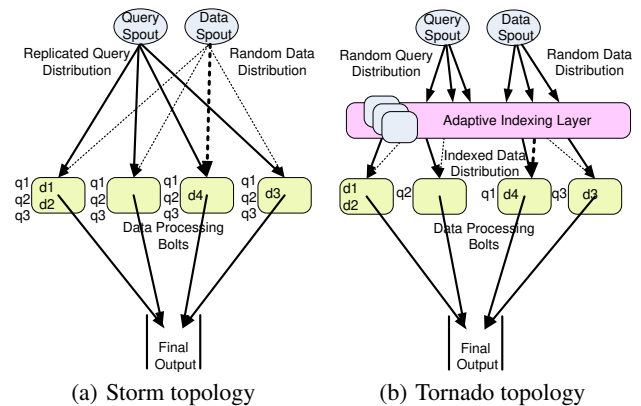 Query
Spout
Data
Spout
Replicated Query
Distribution
Random Data
Distribution
q1
q2
q3
d1
d2
q1
q2
q3
q1
q2
q3
d4
q1
q2
q3
d3
Data Processing
Bolts
Final
Output
(a) Storm topology
Query
Spout
Data
Spout
Random Query
Distribution
Random Data
Distribution
Adaptive Indexing Layer
Indexed Data
Distribution
d1
d2
q2
q1
d4
q3
d3
Data Processing
Bolts
Final
Output
(b) Tornado topology